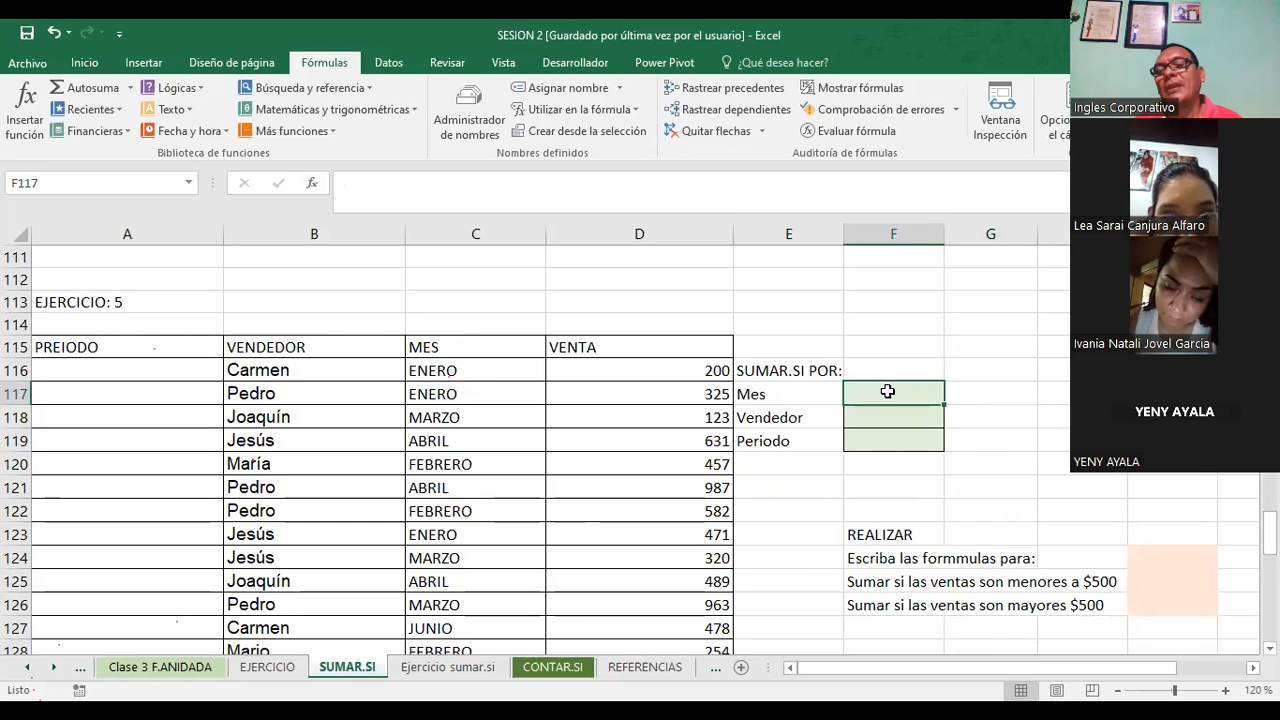 SESION 2 [Guardado por última vez por el usuario] - Excel
Archivo Inicio Insertar Diseño de página Fórmulas Datos Revisar Vista Desarrollador Power Pivot ¿Qué desea hacer?
Insertar función
Autosuma Recientes Financieras
Lógicas Texto Fecha y hora
Búsqueda y referencia Matemáticas y trigonométricas Más funciones
Biblioteca de funciones
Administrador de nombres
Asignar nombre Utilizar en la fórmula Crear desde la selección
Nombres definidos
Rastrear precedentes Rastrear dependientes Quitar flechas
Mostrar fórmulas Comprobación de errores Evaluar fórmula
Auditoría de fórmulas
Ventana Inspección
F117 fx
A B C D E F G
111
112
113 EJERCICIO: 5
114
115 PREIODO VENDEDOR MES VENTA
116 Carmen ENERO 200 SUMAR.SI POR:
117 Pedro ENERO 325 Mes
118 Joaquín MARZO 123 Vendedor
119 Jesús ABRIL 631 Periodo
120 María FEBRERO 457
121 Pedro ABRIL 987
122 Pedro FEBRERO 582
123 Jesús ENERO 471 REALIZAR
124 Jesús MARZO 320 Escriba las formmulas para:
125 Joaquín ABRIL 489 Sumar si las ventas son menores a $500
126 Pedro MARZO 963 Sumar si las ventas son mayores $500
127 Carmen JUNIO 478
128 Mario FEBRERO 254
... Clase 3 F.ANIDADA EJERCICIO SUMAR.SI Ejercicio sumar.si CONTAR.SI REFERENCIAS ...
Listo 120 %
Ingles Corporativo
Lea Sarai Canjura Alfaro
Ivania Natali Jovel Garcia
YENY AYALA
YENY AYALA